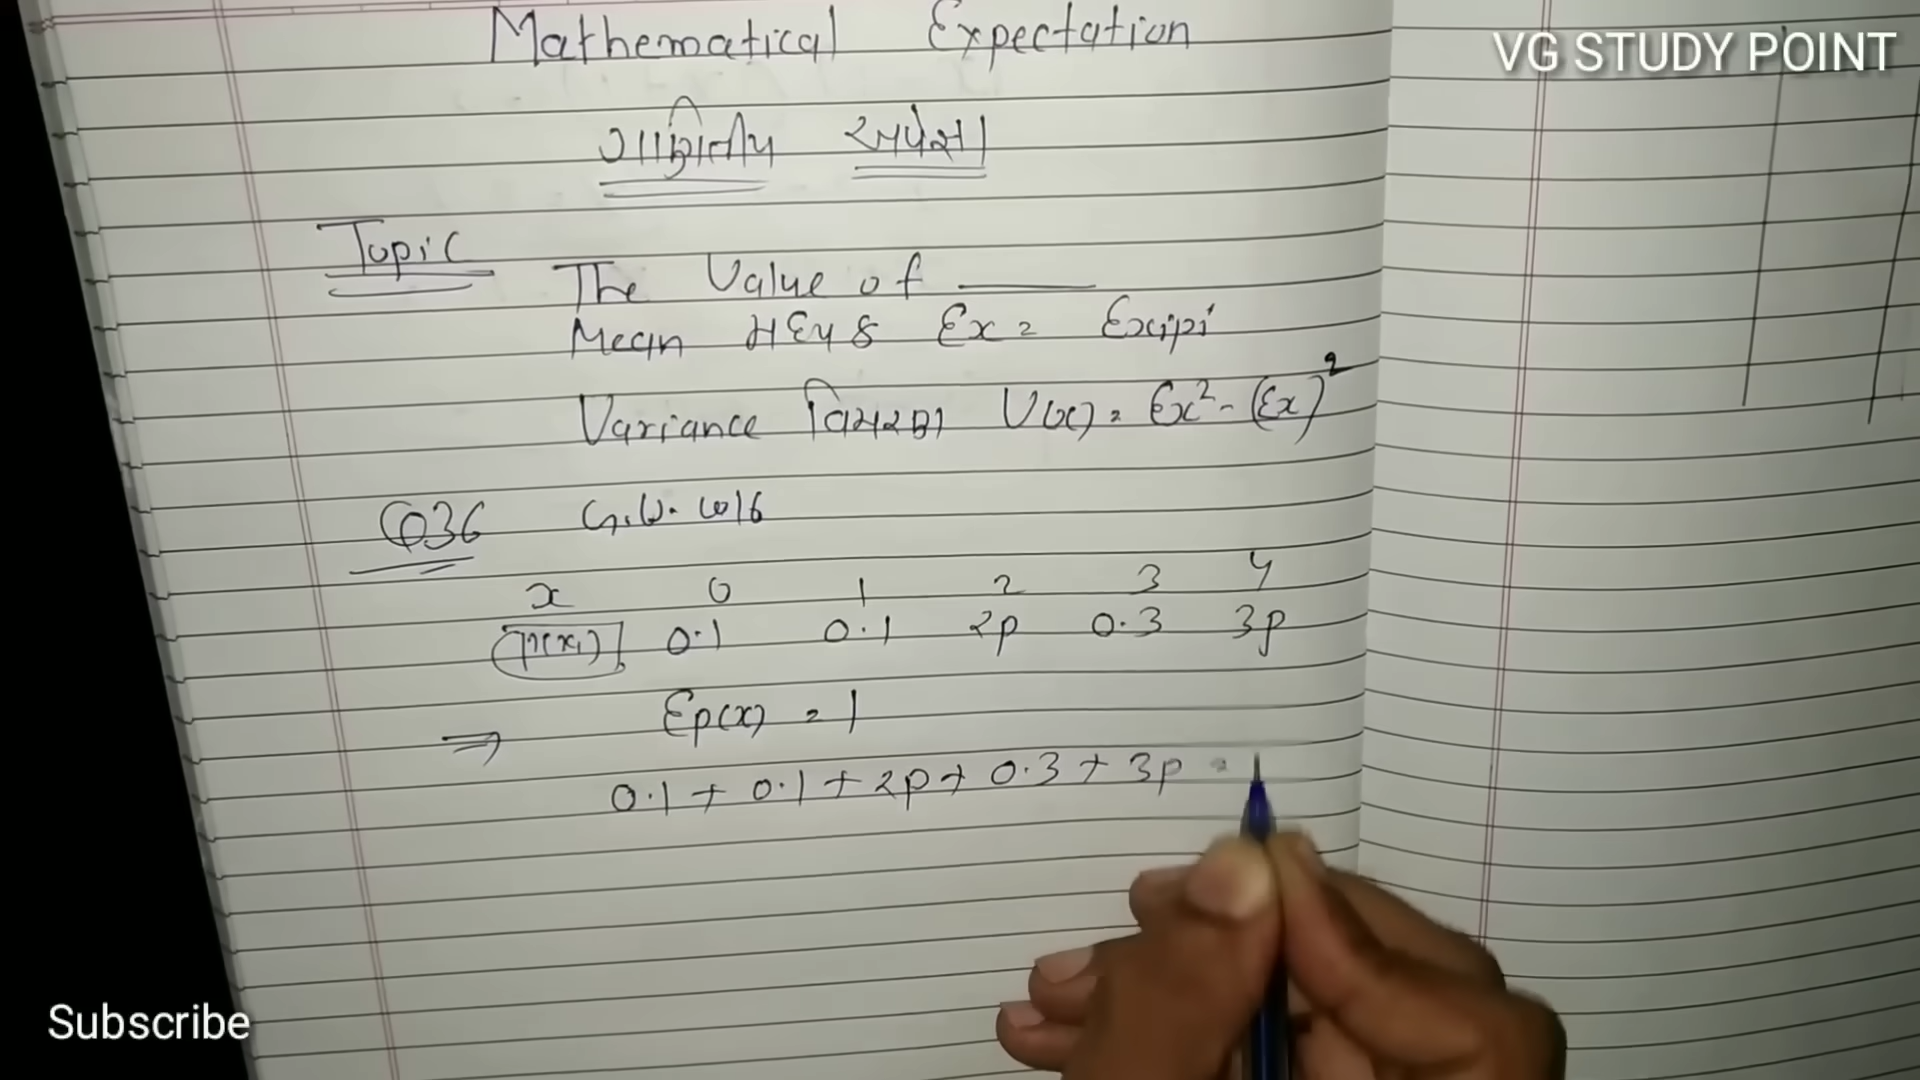 Mathematical Expectation
VG STUDY POINT
ગાણિતીય અપેક્ષા
Topic
The Value of
Mean મધ્યક Ex = Σxipi
Variance વિચરણ V(x) = Ex² - (Ex)²
Q36
x 0 1 2 3 4
p(xi) 0.1 0.1 2p 0.3 3p
⇒ Σp(x) = 1
0.1 + 0.1 + 2p + 0.3 + 3p =
Subscribe